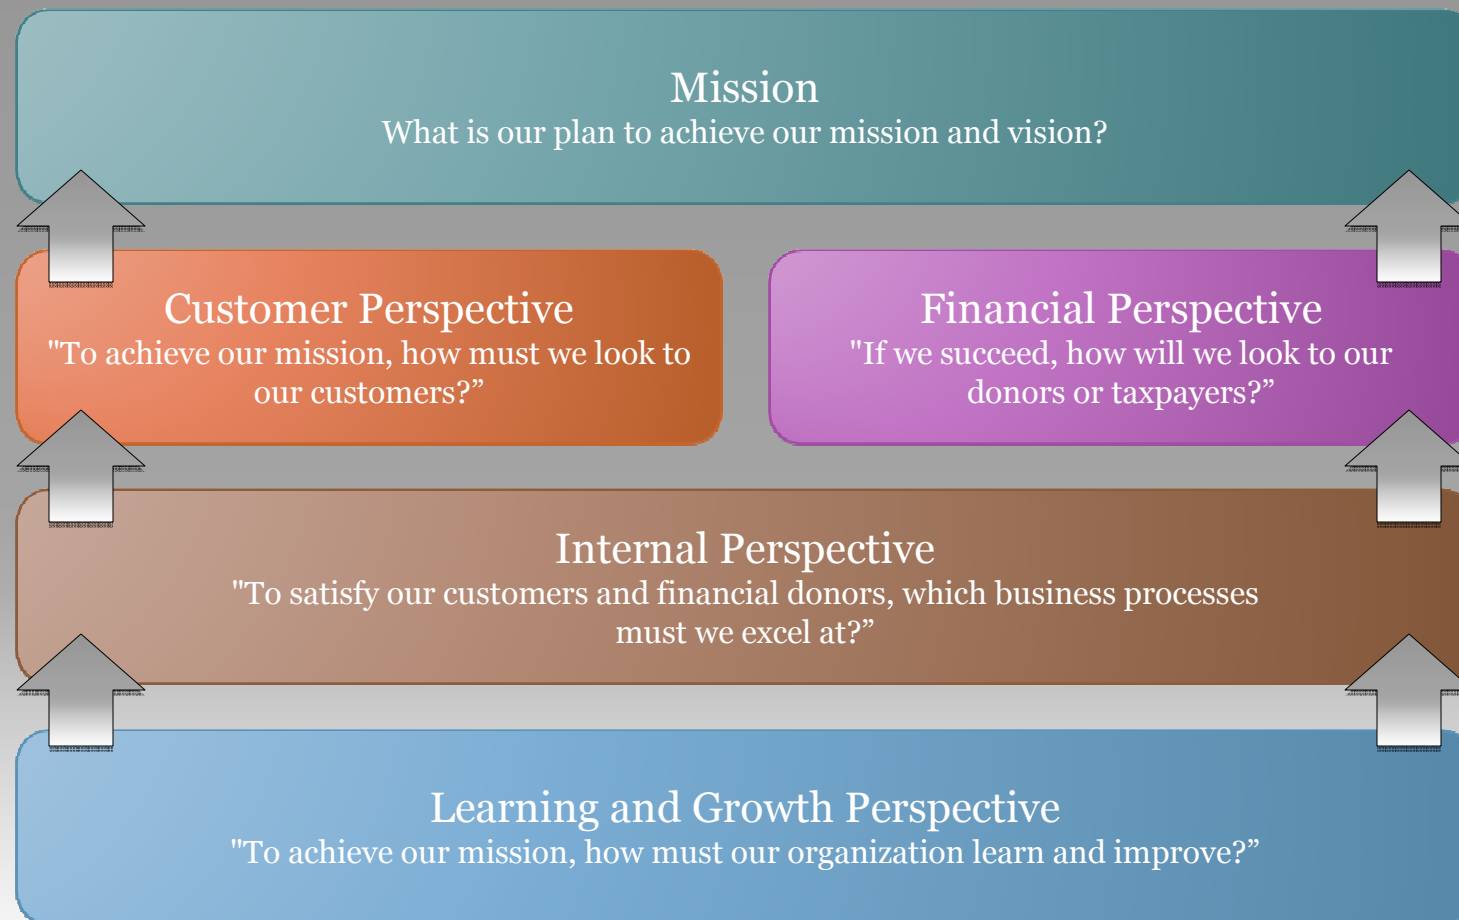 Mission
What is our plan to achieve our mission and vision?
Customer Perspective
"To achieve our mission, how must we look to
our customers?”
Financial Perspective
"If we succeed, how will we look to our
donors or taxpayers?”
Internal Perspective
"To satisfy our customers and financial donors, which business processes
must we excel at?”
Learning and Growth Perspective
"To achieve our mission, how must our organization learn and improve?”